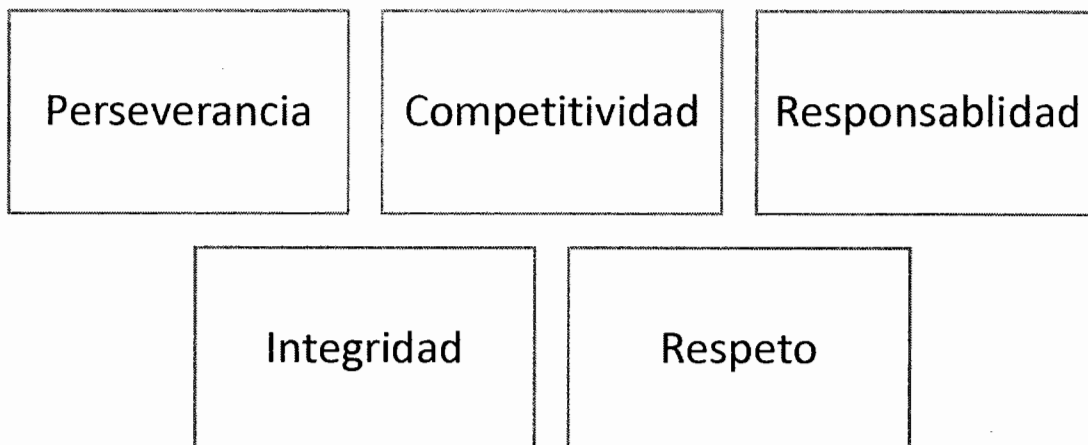 Perseverancia
Competitividad
Responsablidad
Integridad
Respeto